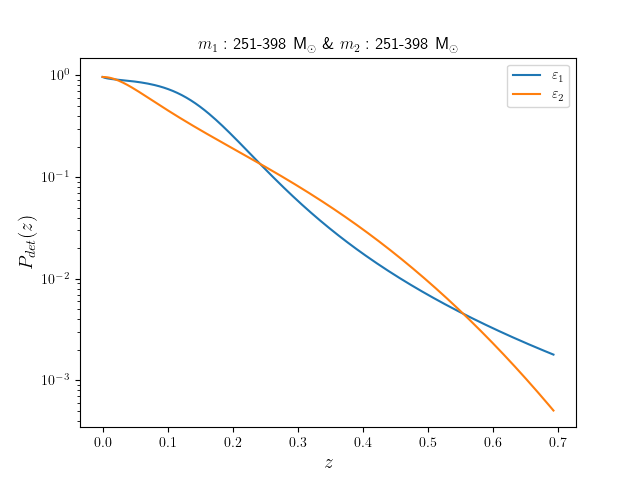 m₁ : 251-398 M⊙ & m₂ : 251-398 M⊙
10⁰
10⁻¹
10⁻²
10⁻³
P_det(z)
ε₁
ε₂
0.0 0.1 0.2 0.3 0.4 0.5 0.6 0.7
z